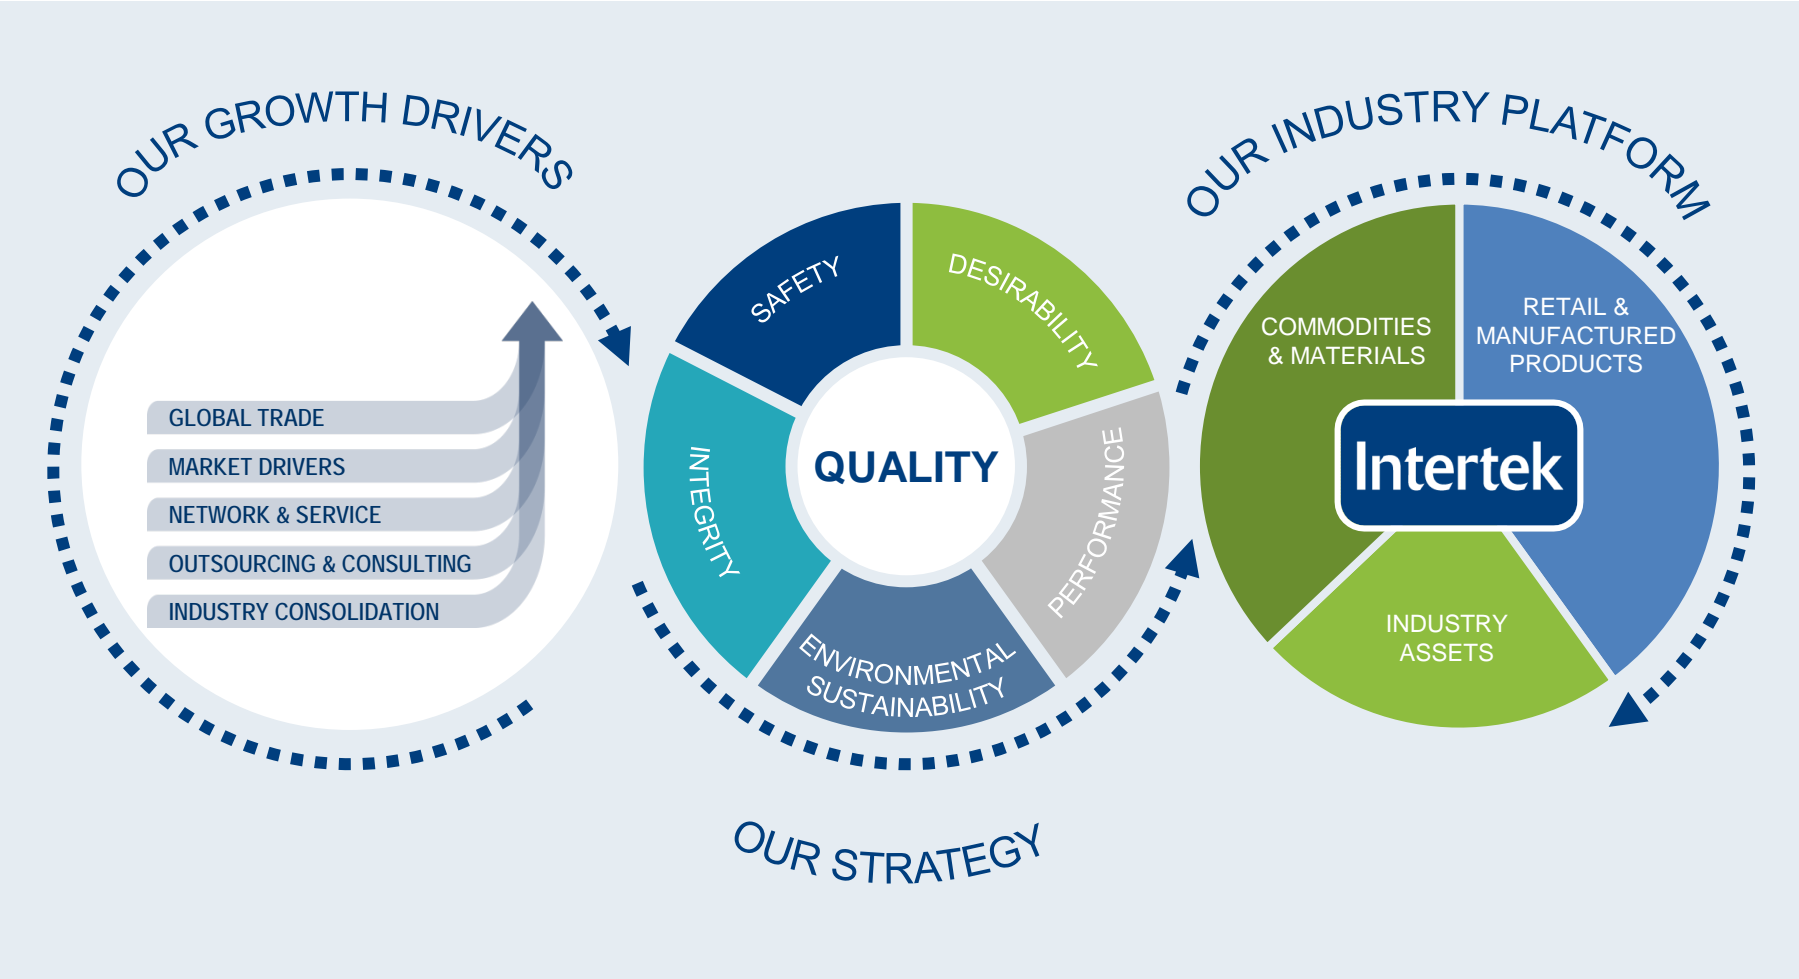 OUR GROWTH DRIVERS
GLOBAL TRADE
MARKET DRIVERS
NETWORK & SERVICE
OUTSOURCING & CONSULTING
INDUSTRY CONSOLIDATION
SAFETY
DESIRABILITY
PERFORMANCE
ENVIRONMENTAL
SUSTAINABILITY
INTEGRITY
QUALITY
OUR STRATEGY
OUR INDUSTRY PLATFORM
COMMODITIES
& MATERIALS
RETAIL &
MANUFACTURED
PRODUCTS
Intertek
INDUSTRY
ASSETS